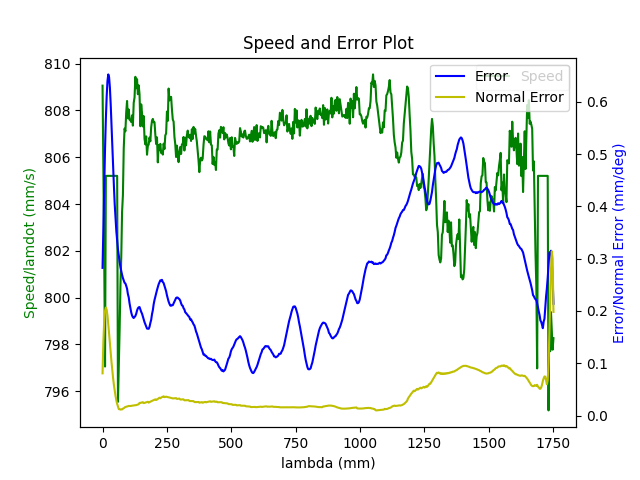 Speed and Error Plot
810
808
806
804
802
800
798
796
Speed/lamdot (mm/s)
Error
Speed
Normal Error
0.6
0.5
0.4
0.3
0.2
0.1
0.0
Error/Normal Error (mm/deg)
0 250 500 750 1000 1250 1500 1750
lambda (mm)